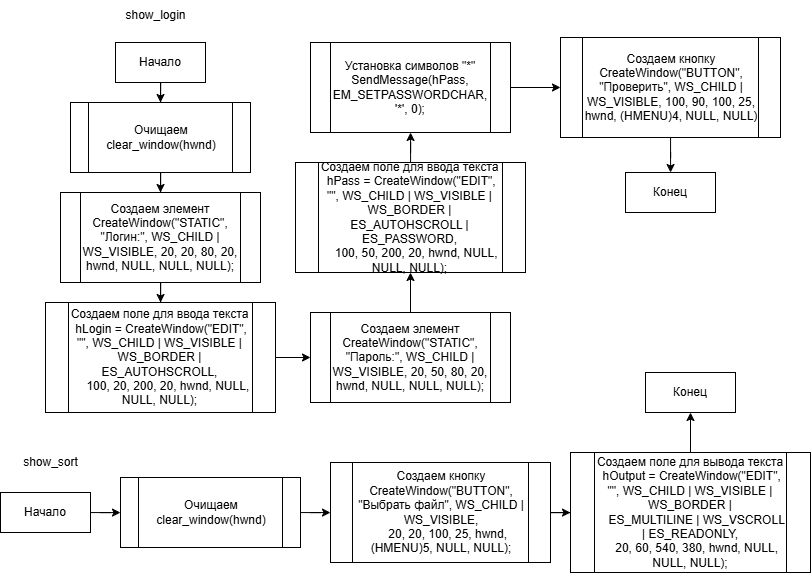 show_login
Начало
Очищаем
clear_window(hwnd)
Создаем элемент
CreateWindow("STATIC",
"Логин:", WS_CHILD |
WS_VISIBLE, 20, 20, 80, 20,
hwnd, NULL, NULL, NULL);
Создаем поле для ввода текста
hLogin = CreateWindow("EDIT",
"", WS_CHILD | WS_VISIBLE |
WS_BORDER |
ES_AUTOHSCROLL,
100, 20, 200, 20, hwnd, NULL,
NULL, NULL);
Создаем элемент
CreateWindow("STATIC",
"Пароль:", WS_CHILD |
WS_VISIBLE, 20, 50, 80, 20,
hwnd, NULL, NULL, NULL);
Создаем поле для ввода текста
hPass = CreateWindow("EDIT",
"", WS_CHILD | WS_VISIBLE |
WS_BORDER |
ES_AUTOHSCROLL |
ES_PASSWORD,
100, 50, 200, 20, hwnd, NULL,
NULL, NULL);
Установка символов "*"
SendMessage(hPass,
EM_SETPASSWORDCHAR,
'*', 0);
Создаем кнопку
CreateWindow("BUTTON",
"Проверить", WS_CHILD |
WS_VISIBLE, 100, 90, 100, 25,
hwnd, (HMENU)4, NULL, NULL)
Конец
show_sort
Начало
Очищаем
clear_window(hwnd)
Создаем кнопку
CreateWindow("BUTTON",
"Выбрать файл", WS_CHILD |
WS_VISIBLE,
20, 20, 100, 25, hwnd,
(HMENU)5, NULL, NULL);
Создаем поле для вывода текста
hOutput = CreateWindow("EDIT",
"", WS_CHILD | WS_VISIBLE |
WS_BORDER |
ES_MULTILINE | WS_VSCROLL
| ES_READONLY,
20, 60, 540, 380, hwnd, NULL,
NULL, NULL);
Конец